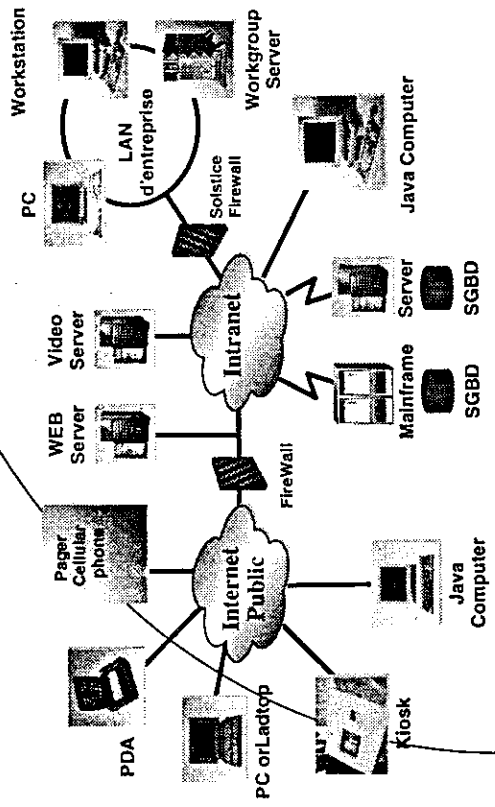 PDA
Pager
Cellular
phone
WEB
Server
Video
Server
PC
Workstation
LAN
d'entreprise
Workgroup
Server
Solstice
Firewall
Intranet
Internet
Public
FireWall
PC orLadtop
Kiosk
Java
Computer
Mainframe
SGBD
Server
SGBD
Java Computer